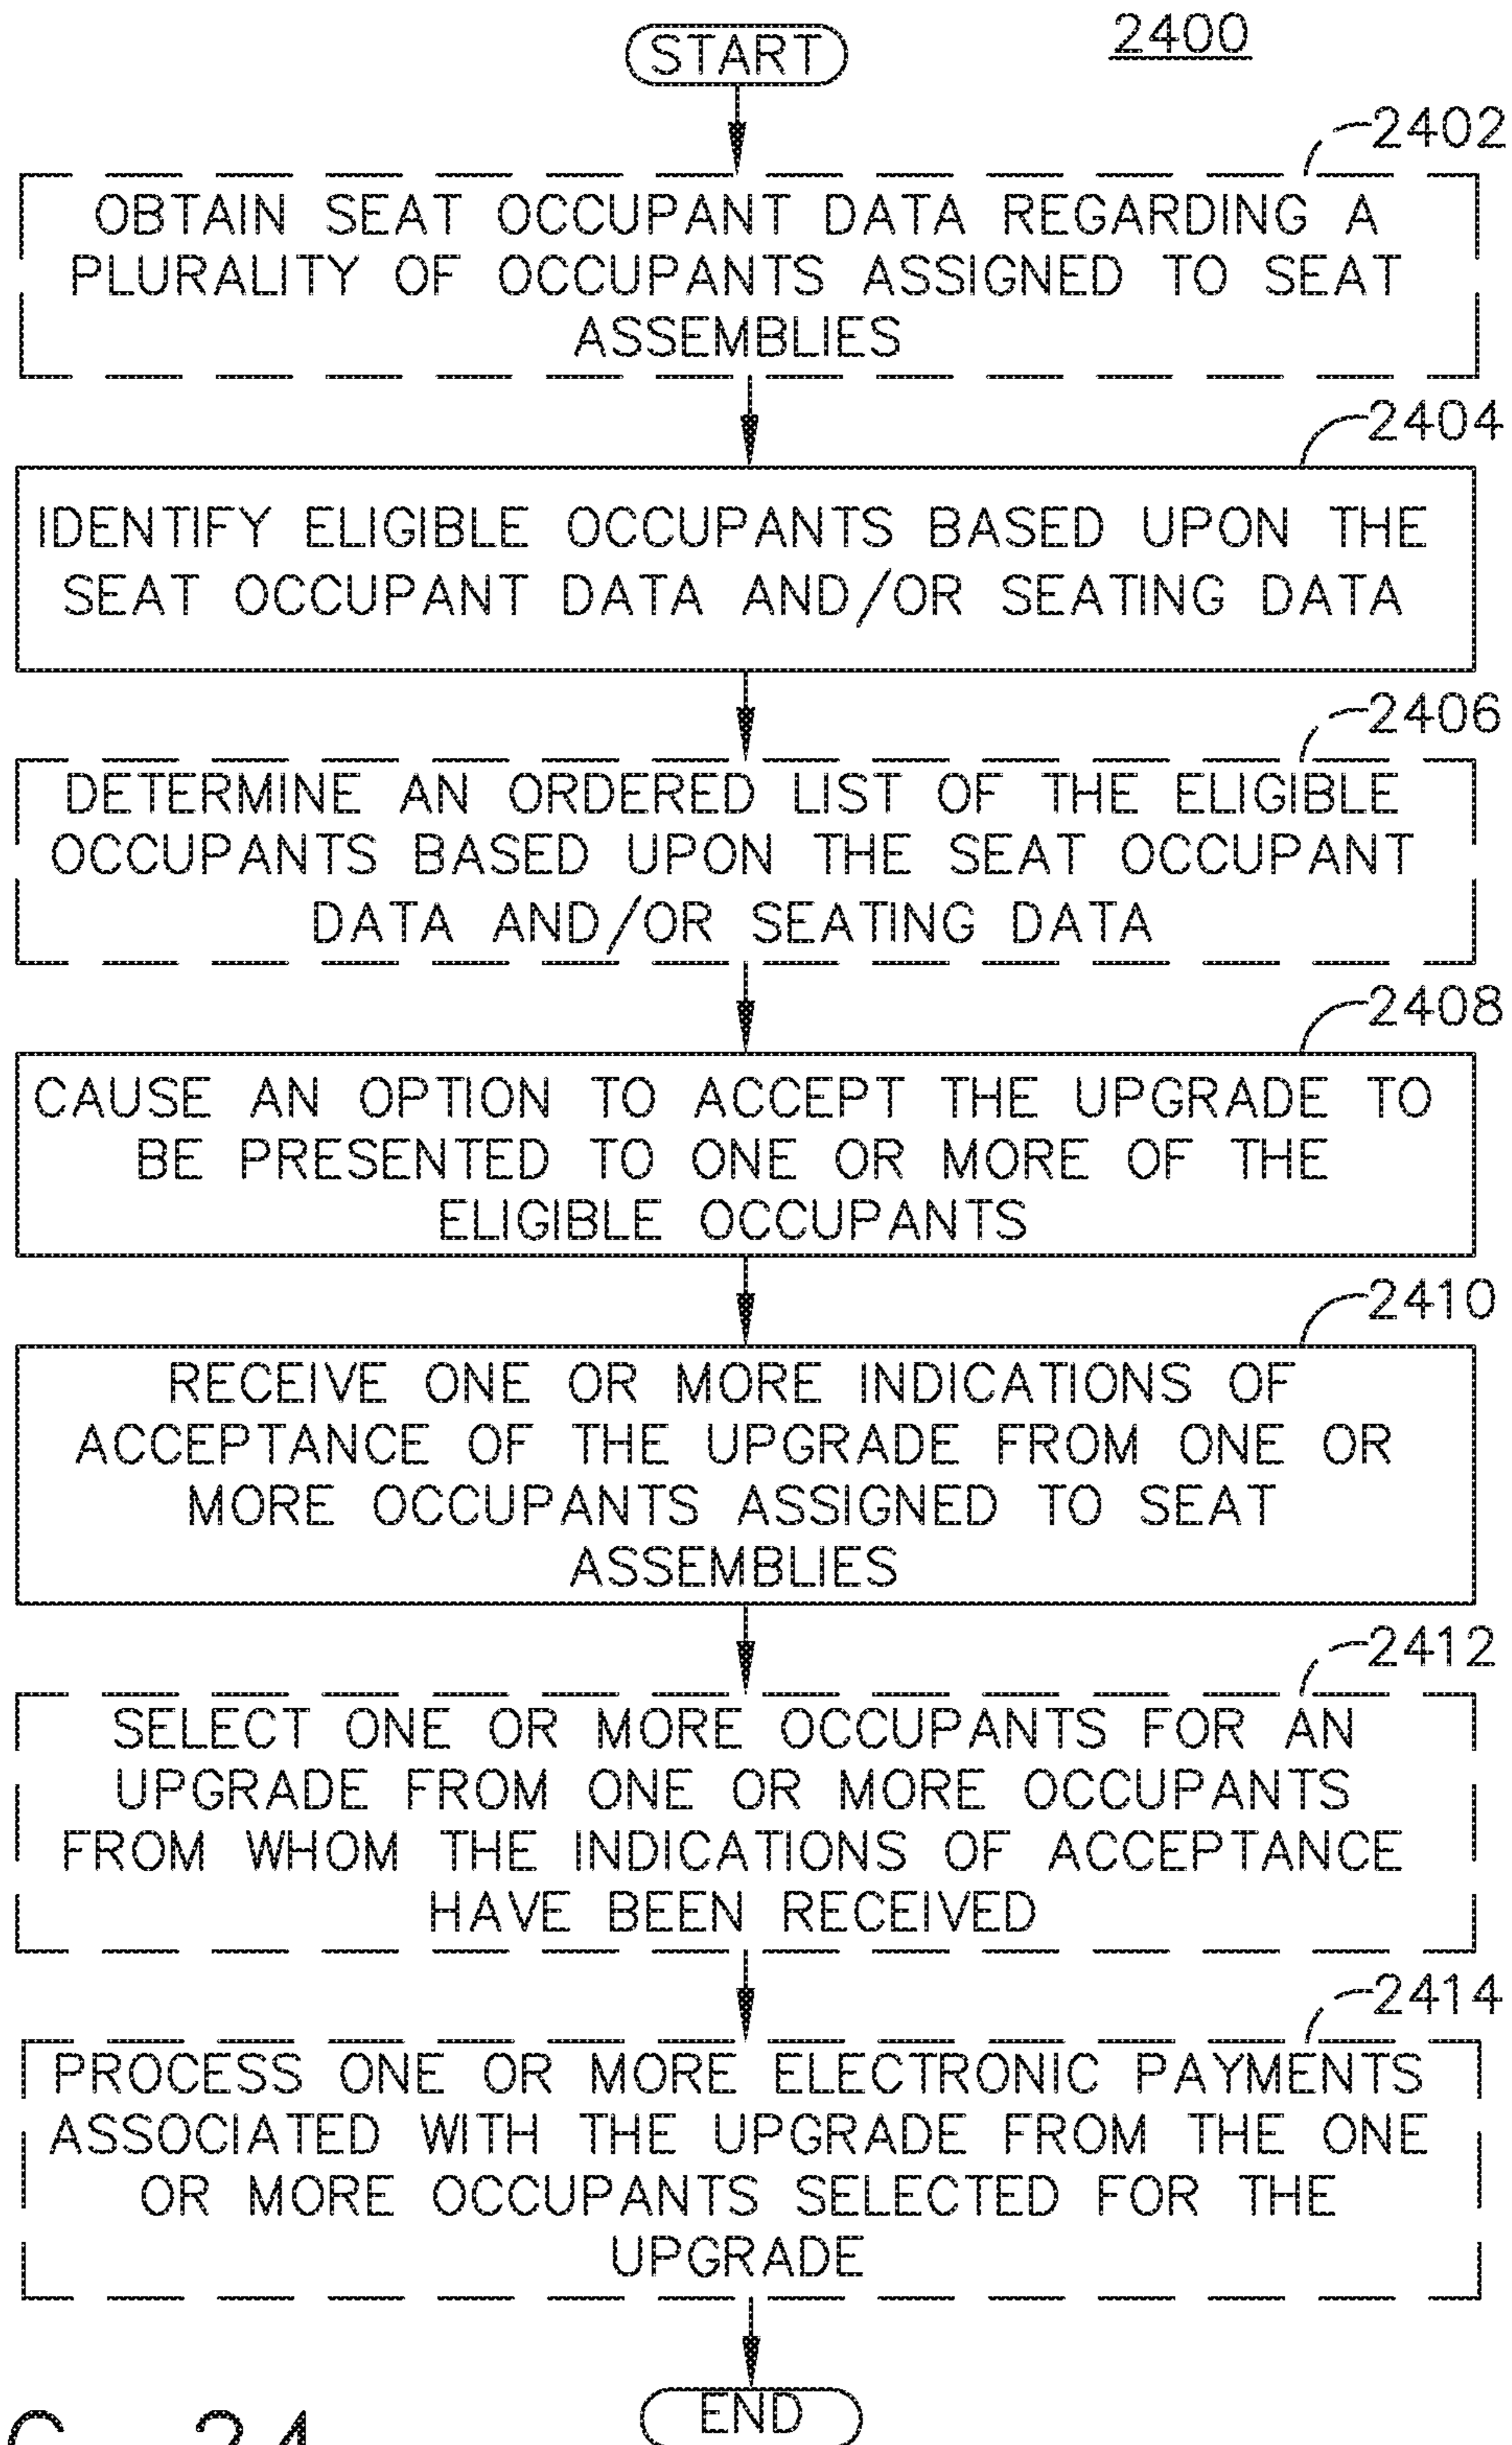 START
2400
2402
OBTAIN SEAT OCCUPANT DATA REGARDING A
PLURALITY OF OCCUPANTS ASSIGNED TO SEAT
ASSEMBLIES
2404
IDENTIFY ELIGIBLE OCCUPANTS BASED UPON THE
SEAT OCCUPANT DATA AND/OR SEATING DATA
2406
DETERMINE AN ORDERED LIST OF THE ELIGIBLE
OCCUPANTS BASED UPON THE SEAT OCCUPANT
DATA AND/OR SEATING DATA
2408
CAUSE AN OPTION TO ACCEPT THE UPGRADE TO
BE PRESENTED TO ONE OR MORE OF THE
ELIGIBLE OCCUPANTS
2410
RECEIVE ONE OR MORE INDICATIONS OF
ACCEPTANCE OF THE UPGRADE FROM ONE OR
MORE OCCUPANTS ASSIGNED TO SEAT
ASSEMBLIES
2412
SELECT ONE OR MORE OCCUPANTS FOR AN
UPGRADE FROM ONE OR MORE OCCUPANTS
FROM WHOM THE INDICATIONS OF ACCEPTANCE
HAVE BEEN RECEIVED
2414
PROCESS ONE OR MORE ELECTRONIC PAYMENTS
ASSOCIATED WITH THE UPGRADE FROM THE ONE
OR MORE OCCUPANTS SELECTED FOR THE
UPGRADE
END